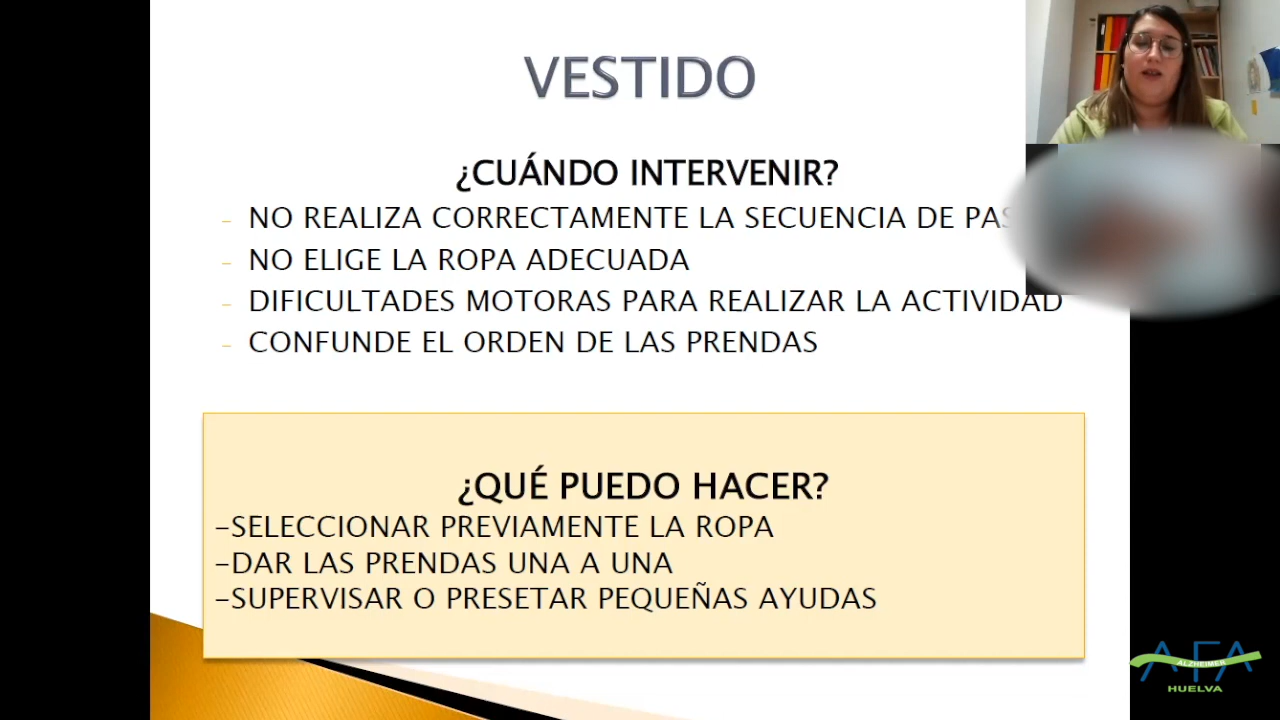 VESTIDO
¿CUÁNDO INTERVENIR?
- NO REALIZA CORRECTAMENTE LA SECUENCIA DE
- NO ELIGE LA ROPA ADECUADA
- DIFICULTADES MOTORAS PARA REALIZAR LA ACTIVIDAD
- CONFUNDE EL ORDEN DE LAS PRENDAS
¿QUÉ PUEDO HACER?
-SELECCIONAR PREVIAMENTE LA ROPA
-DAR LAS PRENDAS UNA A UNA
-SUPERVISAR O PRESETAR PEQUEÑAS AYUDAS
AFA
ALZHEIMER
HUELVA